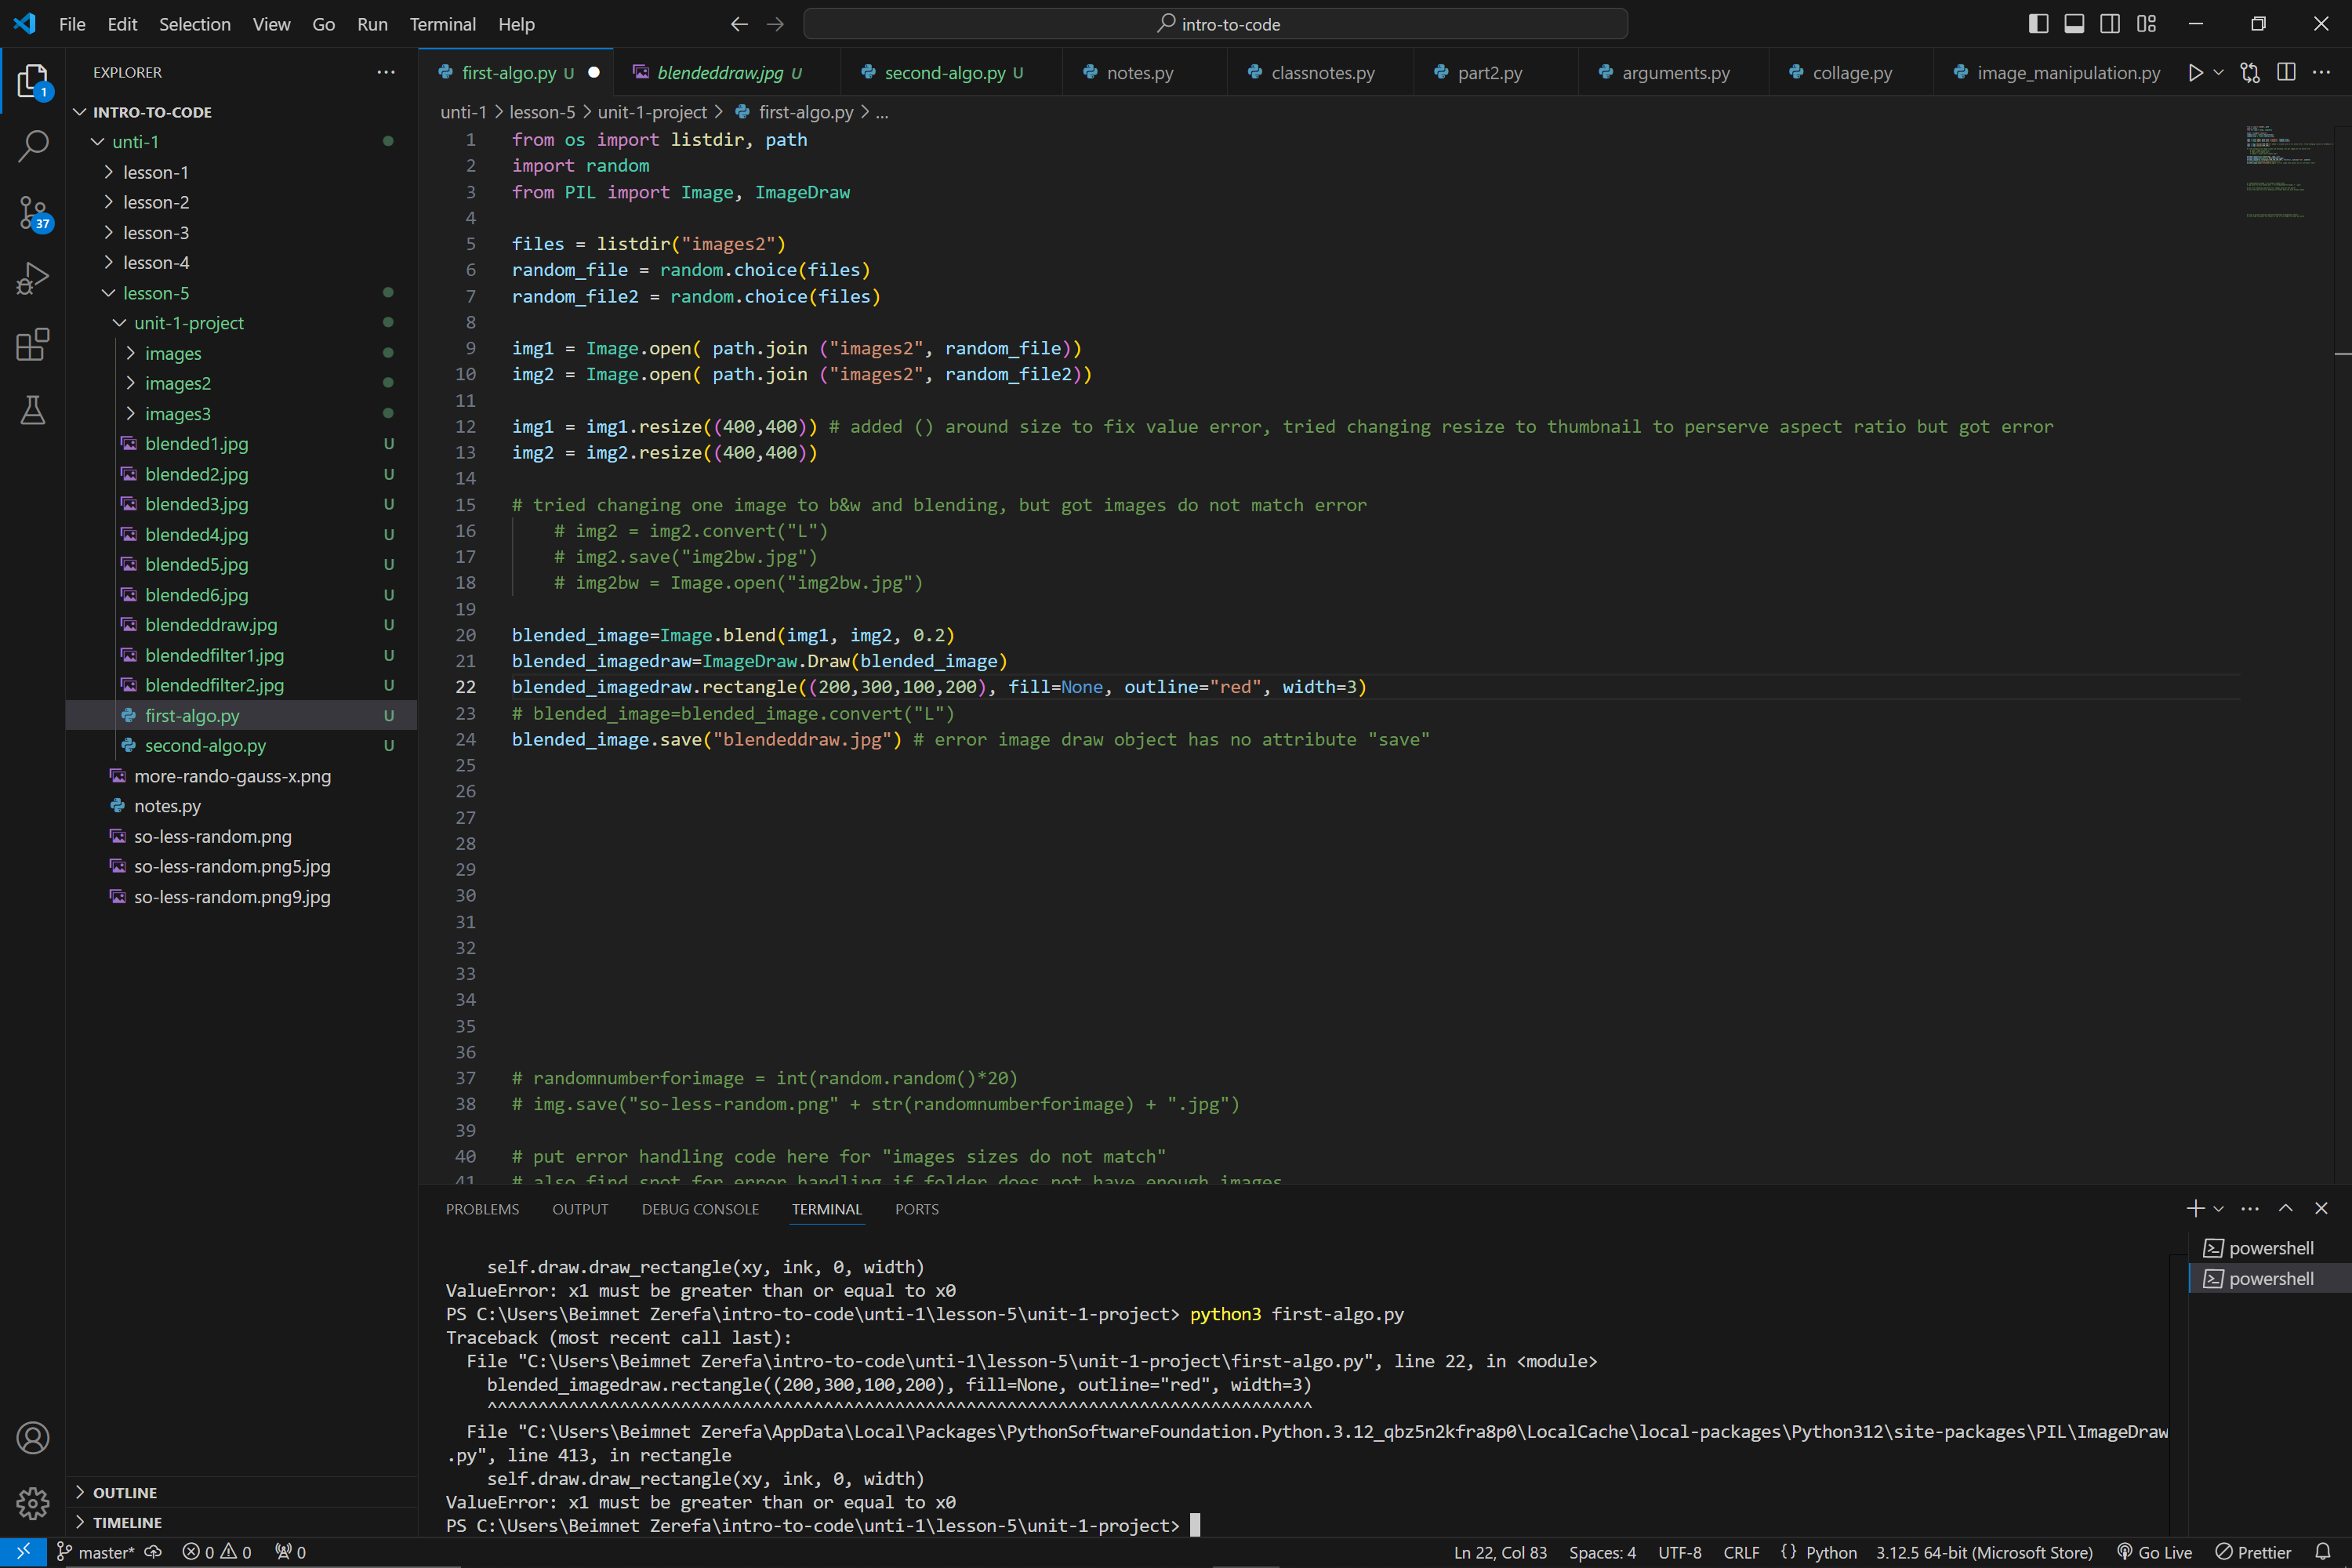 File Edit Selection View Go Run Terminal Help
intro-to-code
EXPLORER
INTRO-TO-CODE
unti-1
lesson-1
lesson-2
lesson-3
lesson-4
lesson-5
unit-1-project
images
images2
images3
blended1.jpg U
blended2.jpg U
blended3.jpg U
blended4.jpg U
blended5.jpg U
blended6.jpg U
blendeddraw.jpg U
blendedfilter1.jpg U
blendedfilter2.jpg U
first-algo.py U
second-algo.py U
more-rando-gauss-x.png
notes.py
so-less-random.png
so-less-random.png5.jpg
so-less-random.png9.jpg
OUTLINE
TIMELINE
1
37
first-algo.py U blendeddraw.jpg U second-algo.py U notes.py classnotes.py part2.py arguments.py collage.py image_manipulation.py
unti-1 > lesson-5 > unit-1-project > first-algo.py > ...
1 from os import listdir, path
2 import random
3 from PIL import Image, ImageDraw
4
5 files = listdir("images2")
6 random_file = random.choice(files)
7 random_file2 = random.choice(files)
8
9 img1 = Image.open( path.join ("images2", random_file))
10 img2 = Image.open( path.join ("images2", random_file2))
11
12 img1 = img1.resize((400,400)) # added () around size to fix value error, tried changing resize to thumbnail to perserve aspect ratio but got error
13 img2 = img2.resize((400,400))
14
15 # tried changing one image to b&w and blending, but got images do not match error
16 # img2 = img2.convert("L")
17 # img2.save("img2bw.jpg")
18 # img2bw = Image.open("img2bw.jpg")
19
20 blended_image=Image.blend(img1, img2, 0.2)
21 blended_imagedraw=ImageDraw.Draw(blended_image)
22 blended_imagedraw.rectangle((200,300,100,200), fill=None, outline="red", width=3)
23 # blended_image=blended_image.convert("L")
24 blended_image.save("blendeddraw.jpg") # error image draw object has no attribute "save"
25
26
27
28
29
30
31
32
33
34
35
36
37 # randomnumberforimage = int(random.random()*20)
38 # img.save("so-less-random.png" + str(randomnumberforimage) + ".jpg")
39
40 # put error handling code here for "images sizes do not match"
41 # also find spot for error handling if folder does not have enough images
PROBLEMS OUTPUT DEBUG CONSOLE TERMINAL PORTS
self.draw.draw_rectangle(xy, ink, 0, width)
ValueError: x1 must be greater than or equal to x0
PS C:\Users\Beimnet Zerefa\intro-to-code\unti-1\lesson-5\unit-1-project> python3 first-algo.py
Traceback (most recent call last):
File "C:\Users\Beimnet Zerefa\intro-to-code\unti-1\lesson-5\unit-1-project\first-algo.py", line 22, in <module>
blended_imagedraw.rectangle((200,300,100,200), fill=None, outline="red", width=3)
^^^^^^^^^^^^^^^^^^^^^^^^^^^^^^^^^^^^^^^^^^^^^^^^^^^^^^^^^^^^^^^^^^^^^^^^^^^^^^^^^
File "C:\Users\Beimnet Zerefa\AppData\Local\Packages\PythonSoftwareFoundation.Python.3.12_qbz5n2kfra8p0\LocalCache\local-packages\Python312\site-packages\PIL\ImageDraw
.py", line 413, in rectangle
self.draw.draw_rectangle(xy, ink, 0, width)
ValueError: x1 must be greater than or equal to x0
PS C:\Users\Beimnet Zerefa\intro-to-code\unti-1\lesson-5\unit-1-project>
powershell
powershell
master* 0 0 0 Ln 22, Col 83 Spaces: 4 UTF-8 CRLF {} Python 3.12.5 64-bit (Microsoft Store) Go Live Prettier